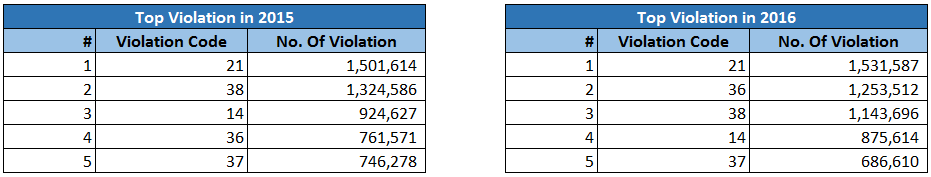 Top Violation in 2015
# Violation Code No. Of Violation
1 21 1,501,614
2 38 1,324,586
3 14 924,627
4 36 761,571
5 37 746,278
Top Violation in 2016
# Violation Code No. Of Violation
1 21 1,531,587
2 36 1,253,512
3 38 1,143,696
4 14 875,614
5 37 686,610